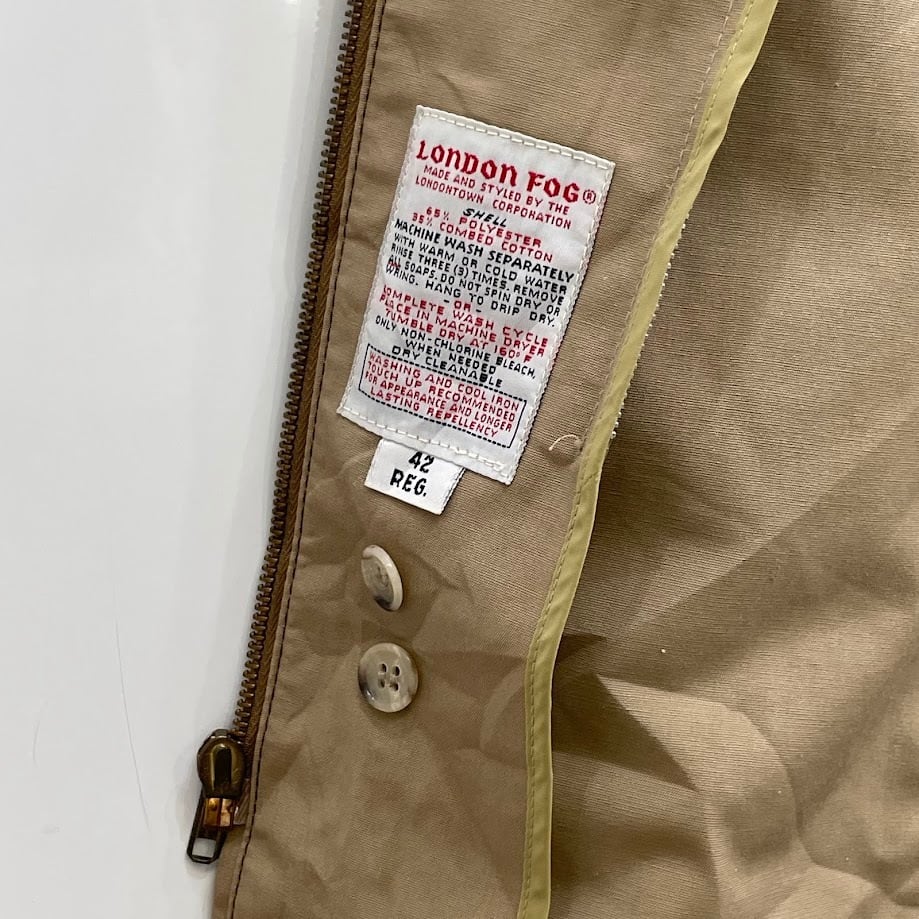 LONDON FOG®
MADE AND STYLED BY THE
LONDONTOWN CORPORATION
SHELL
65% POLYESTER
35% COMBED COTTON
MACHINE WASH SEPARATELY
WITH WARM OR COLD WATER
RINSE THREE (3) TIMES. REMOVE
ALL SOAPS. DO NOT SPIN DRY OR
WRING. HANG TO DRIP DRY.
-OR-
COMPLETE WASH CYCLE
PLACE IN MACHINE DRYER
TUMBLE DRY AT 160° F
ONLY NON-CHLORINE BLEACH,
WHEN NEEDED
DRY CLEANABLE
WASHING AND COOL IRON
TOUCH UP RECOMMENDED
FOR APPEARANCE AND LONGER
LASTING REPELLENCY
42
REG.